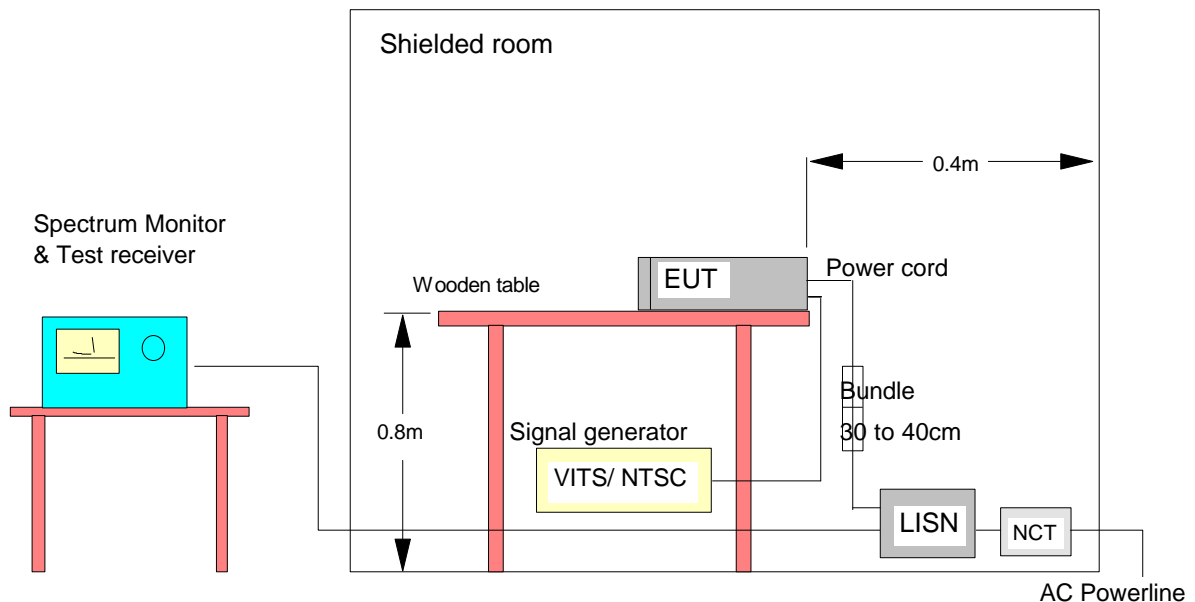 Shielded room
0.4m
Spectrum Monitor
& Test receiver
EUT
Power cord
Wooden table
Bundle
30 to 40cm
0.8m
Signal generator
VITS/ NTSC
LISN
NCT
AC Powerline